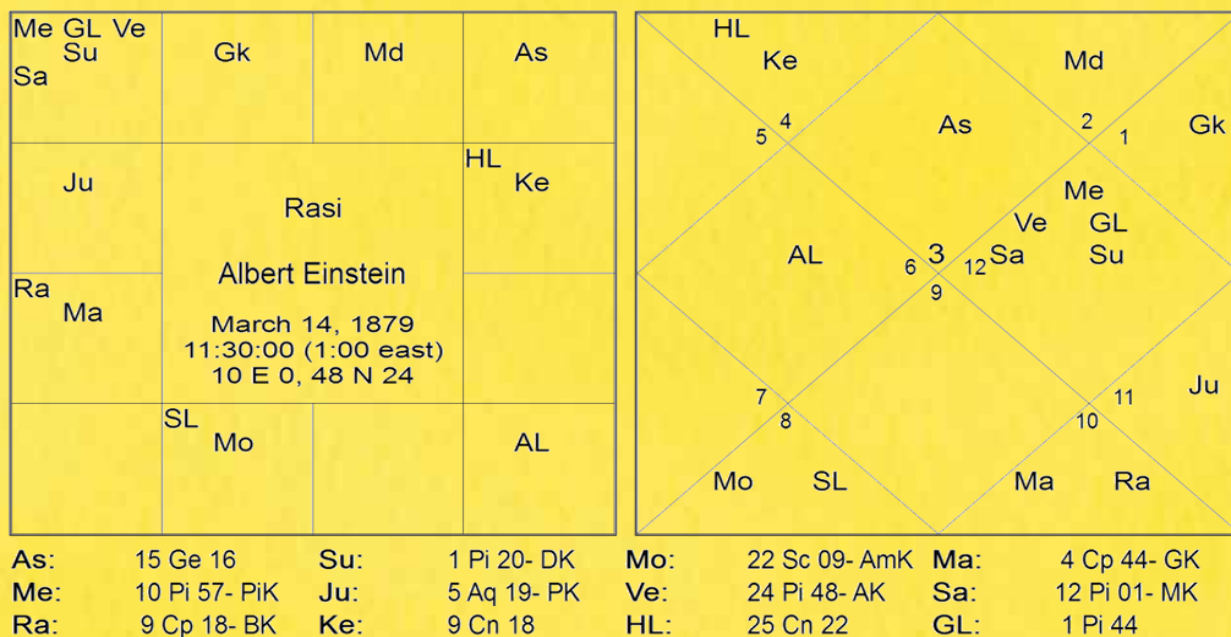 Me GL Ve
Su
Sa
Gk
Md
As
Ju
HL
Ke
Rasi
Albert Einstein
March 14, 1879
11:30:00 (1:00 east)
10 E 0, 48 N 24
Ra
Ma
SL
Mo
AL
HL
Ke
Md
4
5
As
2
1
Gk
Me
Ve GL
AL
6
3
12
Sa
Su
9
7
8
11
10
Ju
Mo SL
Ma Ra
As: 15 Ge 16 Su: 1 Pi 20- DK Mo: 22 Sc 09- AmK Ma: 4 Cp 44- GK
Me: 10 Pi 57- PiK Ju: 5 Aq 19- PK Ve: 24 Pi 48- AK Sa: 12 Pi 01- MK
Ra: 9 Cp 18- BK Ke: 9 Cn 18 HL: 25 Cn 22 GL: 1 Pi 44